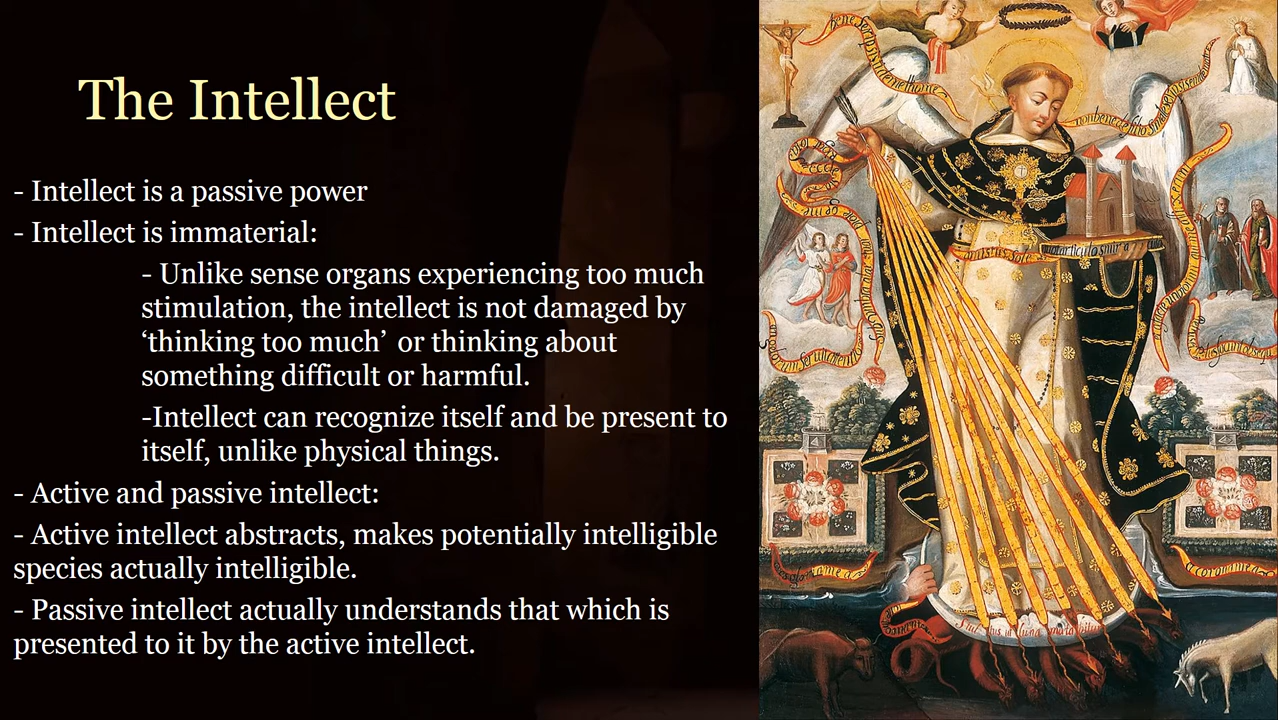 The Intellect
- Intellect is a passive power
- Intellect is immaterial:
- Unlike sense organs experiencing too much
stimulation, the intellect is not damaged by
‘thinking too much’ or thinking about
something difficult or harmful.
-Intellect can recognize itself and be present to
itself, unlike physical things.
- Active and passive intellect:
- Active intellect abstracts, makes potentially intelligible
species actually intelligible.
- Passive intellect actually understands that which is
presented to it by the active intellect.